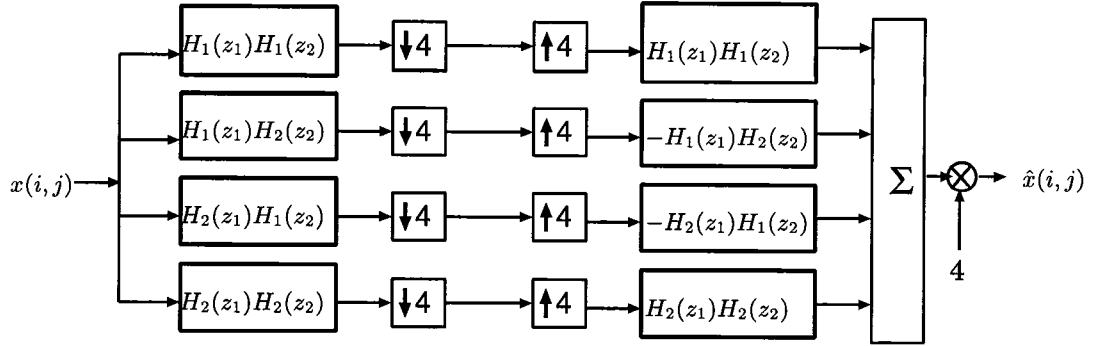 H₁(z₁)H₁(z₂) ↓4 ↑4 H₁(z₁)H₁(z₂)
H₁(z₁)H₂(z₂) ↓4 ↑4 −H₁(z₁)H₂(z₂)
x(i, j) Σ x̂(i, j)
H₂(z₁)H₁(z₂) ↓4 ↑4 −H₂(z₁)H₁(z₂)
4
H₂(z₁)H₂(z₂) ↓4 ↑4 H₂(z₁)H₂(z₂)